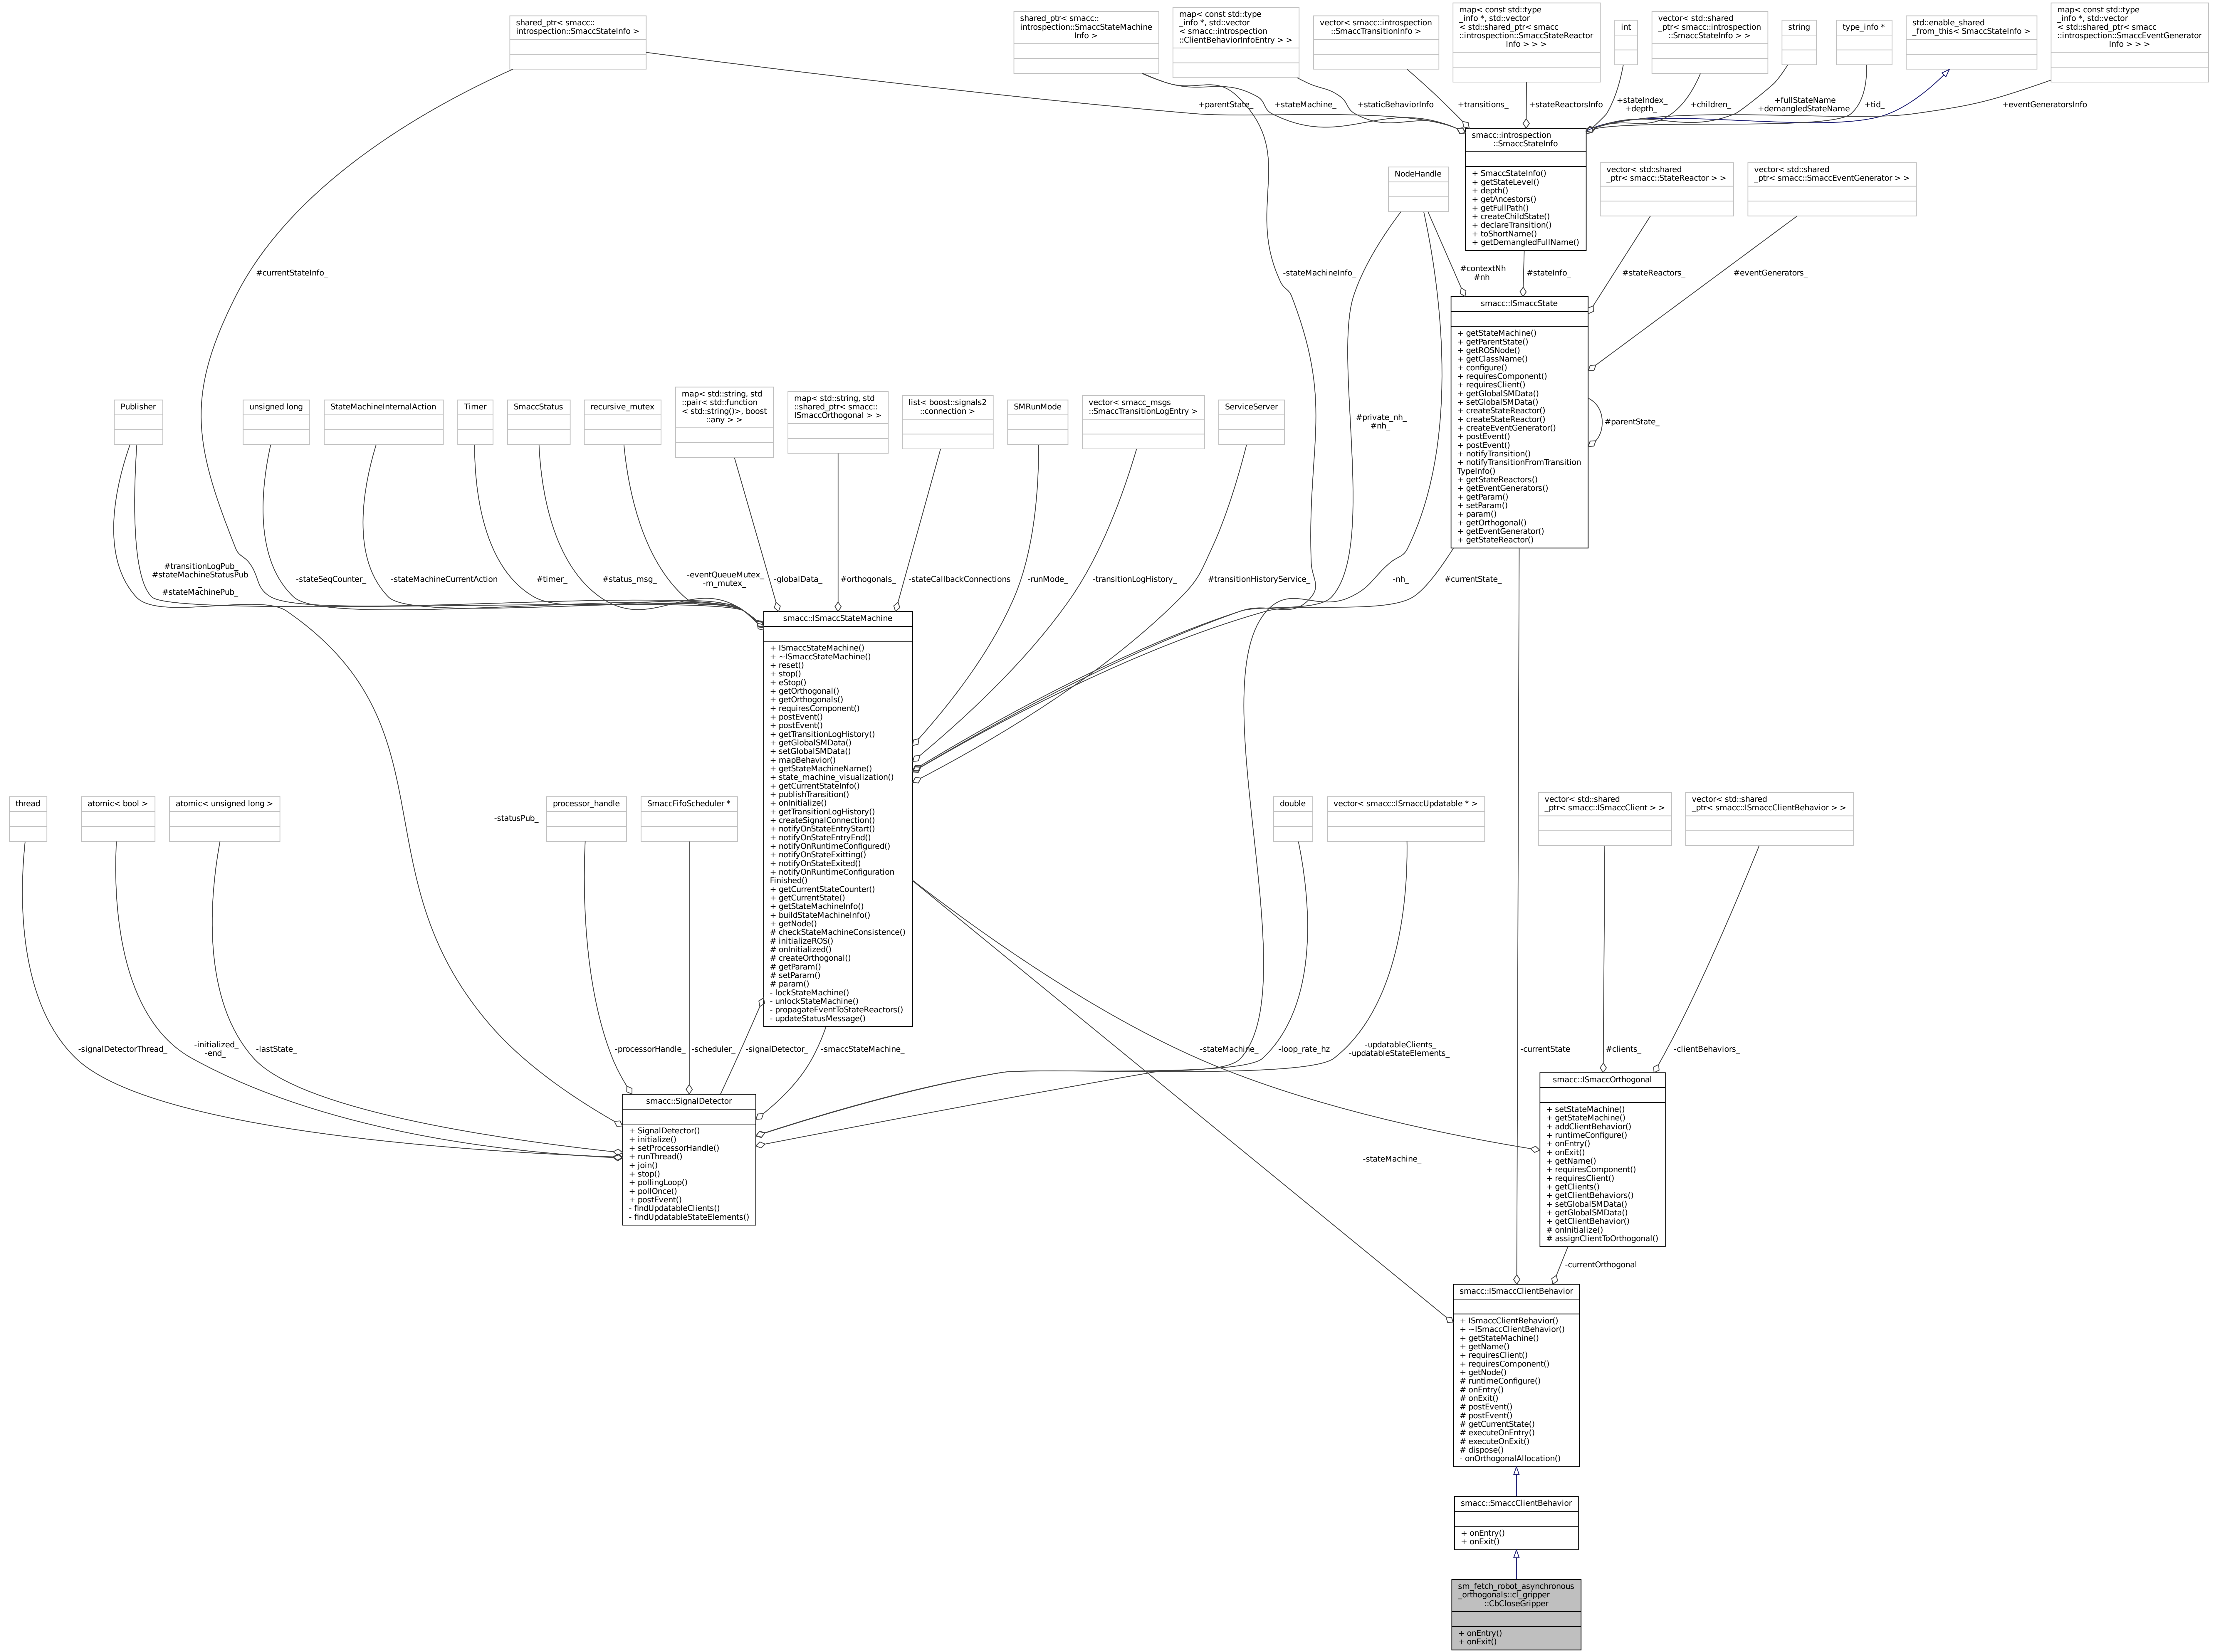 shared_ptr< smacc::
introspection::SmaccStateInfo >
shared_ptr< smacc::
introspection::SmaccStateMachine
Info >
map< const std::type
_info *, std::vector
< smacc::introspection
::ClientBehaviorInfoEntry > >
vector< smacc::introspection
::SmaccTransitionInfo >
map< const std::type
_info *, std::vector
< std::shared_ptr< smacc
::introspection::SmaccStateReactor
Info > > >
int
vector< std::shared
_ptr< smacc::introspection
::SmaccStateInfo > >
string
type_info *
std::enable_shared
_from_this< SmaccStateInfo >
map< const std::type
_info *, std::vector
< std::shared_ptr< smacc
::introspection::SmaccEventGenerator
Info > > >
+parentState_
+stateMachine_
+staticBehaviorInfo
+transitions_
+stateReactorsInfo
+stateIndex_
+depth_
+children_
+fullStateName
+demangledStateName
+tid_
+eventGeneratorsInfo
smacc::introspection
::SmaccStateInfo
+ SmaccStateInfo()
+ getStateLevel()
+ depth()
+ getAncestors()
+ getFullPath()
+ createChildState()
+ declareTransition()
+ toShortName()
+ getDemangledFullName()
NodeHandle
vector< std::shared
_ptr< smacc::StateReactor > >
vector< std::shared
_ptr< smacc::SmaccEventGenerator > >
#currentStateInfo_
-stateMachineInfo_
#contextNh
#nh
#stateInfo_
#stateReactors_
#eventGenerators_
smacc::ISmaccState
+ getStateMachine()
+ getParentState()
+ getROSNode()
+ getClassName()
+ configure()
+ requiresComponent()
+ requiresClient()
+ getGlobalSMData()
+ setGlobalSMData()
+ createStateReactor()
+ createStateReactor()
+ createEventGenerator()
+ postEvent()
+ postEvent()
+ notifyTransition()
+ notifyTransitionFromTransition
TypeInfo()
+ getStateReactors()
+ getEventGenerators()
+ getParam()
+ setParam()
+ param()
+ getOrthogonal()
+ getEventGenerator()
+ getStateReactor()
#parentState_
Publisher
unsigned long
StateMachineInternalAction
Timer
SmaccStatus
recursive_mutex
map< std::string, std
::pair< std::function
< std::string()>, boost
::any > >
map< std::string, std
::shared_ptr< smacc::
ISmaccOrthogonal > >
list< boost::signals2
::connection >
SMRunMode
vector< smacc_msgs
::SmaccTransitionLogEntry >
ServiceServer
#private_nh_
#nh_
#transitionLogPub_
#stateMachineStatusPub
_
#stateMachinePub_
-stateSeqCounter_
-stateMachineCurrentAction
#timer_
#status_msg_
-eventQueueMutex_
-m_mutex_
-globalData_
#orthogonals_
-stateCallbackConnections
-runMode_
-transitionLogHistory_
#transitionHistoryService_
-nh_
#currentState_
smacc::ISmaccStateMachine
+ ISmaccStateMachine()
+ ~ISmaccStateMachine()
+ reset()
+ stop()
+ eStop()
+ getOrthogonal()
+ getOrthogonals()
+ requiresComponent()
+ postEvent()
+ postEvent()
+ getTransitionLogHistory()
+ getGlobalSMData()
+ setGlobalSMData()
+ mapBehavior()
+ getStateMachineName()
+ state_machine_visualization()
+ getCurrentStateInfo()
+ publishTransition()
+ onInitialize()
+ getTransitionLogHistory()
+ createSignalConnection()
+ notifyOnStateEntryStart()
+ notifyOnStateEntryEnd()
+ notifyOnRuntimeConfigured()
+ notifyOnStateExitting()
+ notifyOnStateExited()
+ notifyOnRuntimeConfiguration
Finished()
+ getCurrentStateCounter()
+ getCurrentState()
+ getStateMachineInfo()
+ buildStateMachineInfo()
+ getNode()
# checkStateMachineConsistence()
# initializeROS()
# onInitialized()
# createOrthogonal()
# getParam()
# setParam()
# param()
- lockStateMachine()
- unlockStateMachine()
- propagateEventToStateReactors()
- updateStatusMessage()
thread
atomic< bool >
atomic< unsigned long >
-statusPub_
processor_handle
SmaccFifoScheduler *
double
vector< smacc::ISmaccUpdatable * >
vector< std::shared
_ptr< smacc::ISmaccClient > >
vector< std::shared
_ptr< smacc::ISmaccClientBehavior > >
-signalDetectorThread_
-initialized_
-end_
-lastState_
-processorHandle_
-scheduler_
-signalDetector_
-smaccStateMachine_
-stateMachine_
-loop_rate_hz
-updatableClients_
-updatableStateElements_
-currentState
#clients_
-clientBehaviors_
smacc::SignalDetector
+ SignalDetector()
+ initialize()
+ setProcessorHandle()
+ runThread()
+ join()
+ stop()
+ pollingLoop()
+ pollOnce()
+ postEvent()
- findUpdatableClients()
- findUpdatableStateElements()
smacc::ISmaccOrthogonal
+ setStateMachine()
+ getStateMachine()
+ addClientBehavior()
+ runtimeConfigure()
+ onEntry()
+ onExit()
+ getName()
+ requiresComponent()
+ requiresClient()
+ getClients()
+ getClientBehaviors()
+ setGlobalSMData()
+ getGlobalSMData()
+ getClientBehavior()
# onInitialize()
# assignClientToOrthogonal()
-stateMachine_
-currentOrthogonal
smacc::ISmaccClientBehavior
+ ISmaccClientBehavior()
+ ~ISmaccClientBehavior()
+ getStateMachine()
+ getName()
+ requiresClient()
+ requiresComponent()
+ getNode()
# runtimeConfigure()
# onEntry()
# onExit()
# postEvent()
# postEvent()
# getCurrentState()
# executeOnEntry()
# executeOnExit()
# dispose()
- onOrthogonalAllocation()
smacc::SmaccClientBehavior
+ onEntry()
+ onExit()
sm_fetch_robot_asynchronous
_orthogonals::cl_gripper
::CbCloseGripper
+ onEntry()
+ onExit()